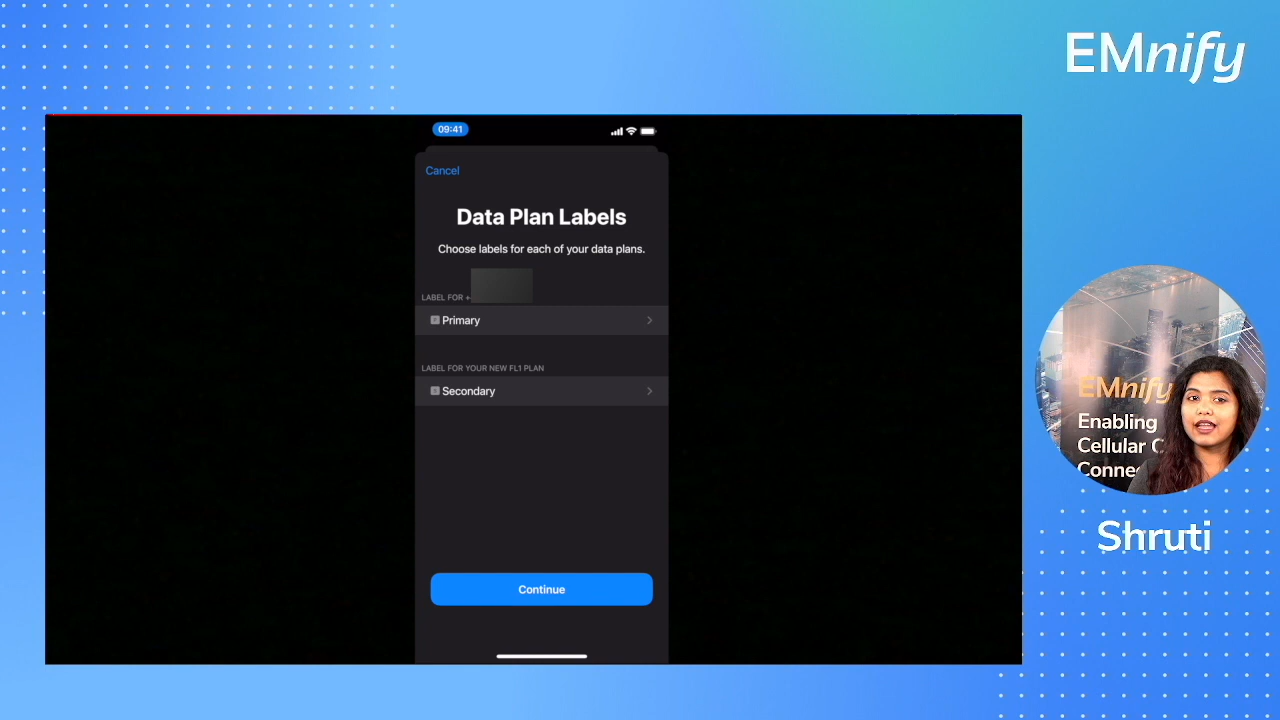 EMnify
09:41
Cancel
Data Plan Labels
Choose labels for each of your data plans.
LABEL FOR +
Primary
LABEL FOR YOUR NEW FL1 PLAN
Secondary
Continue
EMnify
Enabling
Cellular
Shruti